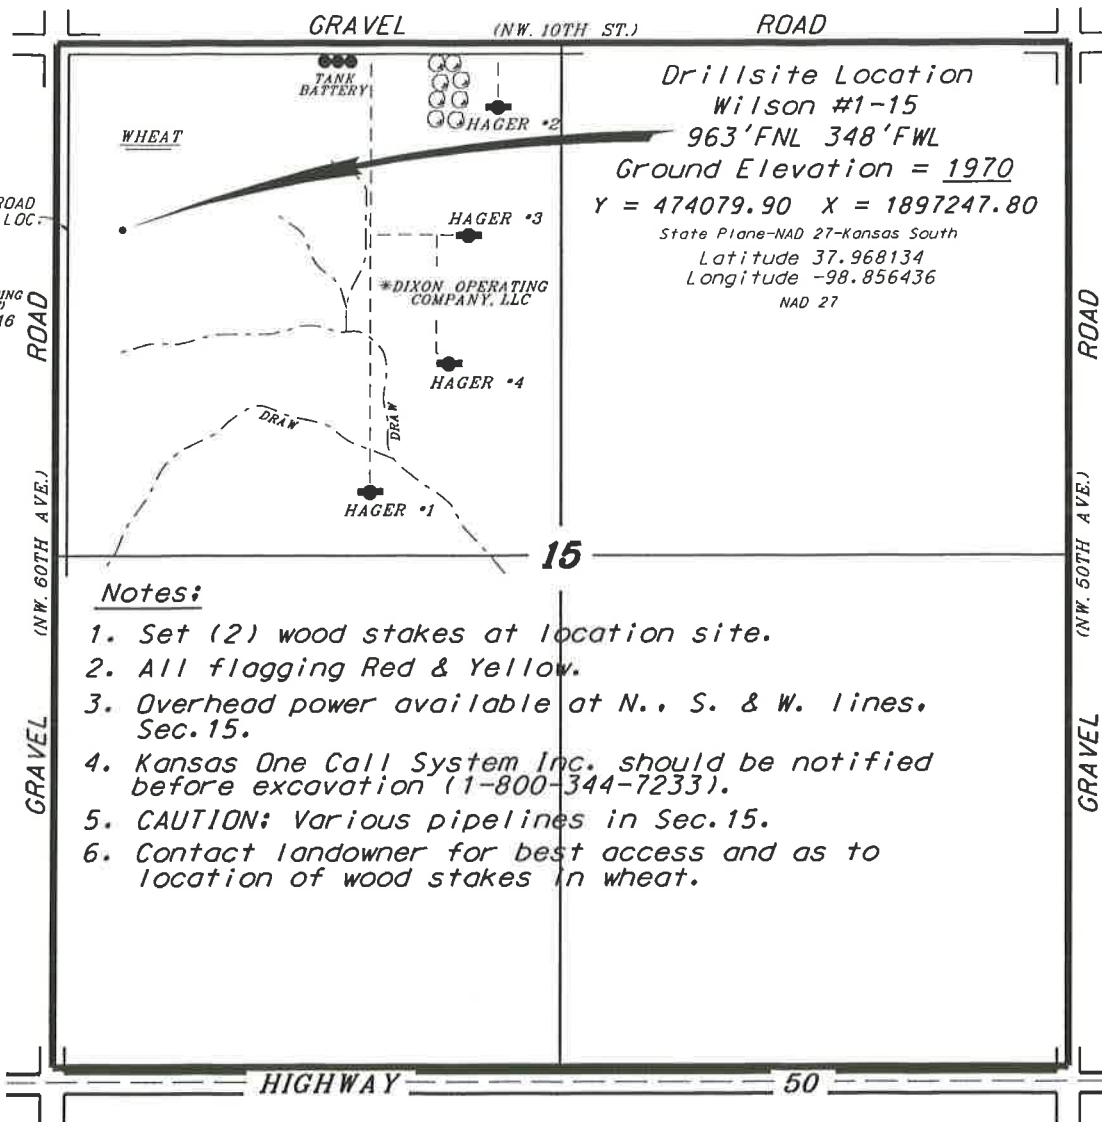 GRAVEL (NW. 10TH ST.) ROAD
TANK
BATTERY
HAGER #2
WHEAT
Drillsite Location
Wilson #1-15
963'FNL 348'FWL
Ground Elevation = 1970
Y = 474079.90 X = 1897247.80
State Plane-NAD 27-Kansas South
Latitude 37.968134
Longitude -98.856436
NAD 27
ROAD
LOC.
HAGER #3
*DIXON OPERATING
COMPANY, LLC
HAGER #4
DRAW
DRAW
HAGER #1
16
ROAD
(NW. 60TH AVE.)
GRAVEL
ROAD
(NW. 50TH AVE.)
GRAVEL
15
Notes:
1. Set (2) wood stakes at location site.
2. All flagging Red & Yellow.
3. Overhead power available at N., S. & W. lines,
Sec.15.
4. Kansas One Call System Inc. should be notified
before excavation (1-800-344-7233).
5. CAUTION: Various pipelines in Sec.15.
6. Contact landowner for best access and as to
location of wood stakes in wheat.
HIGHWAY 50